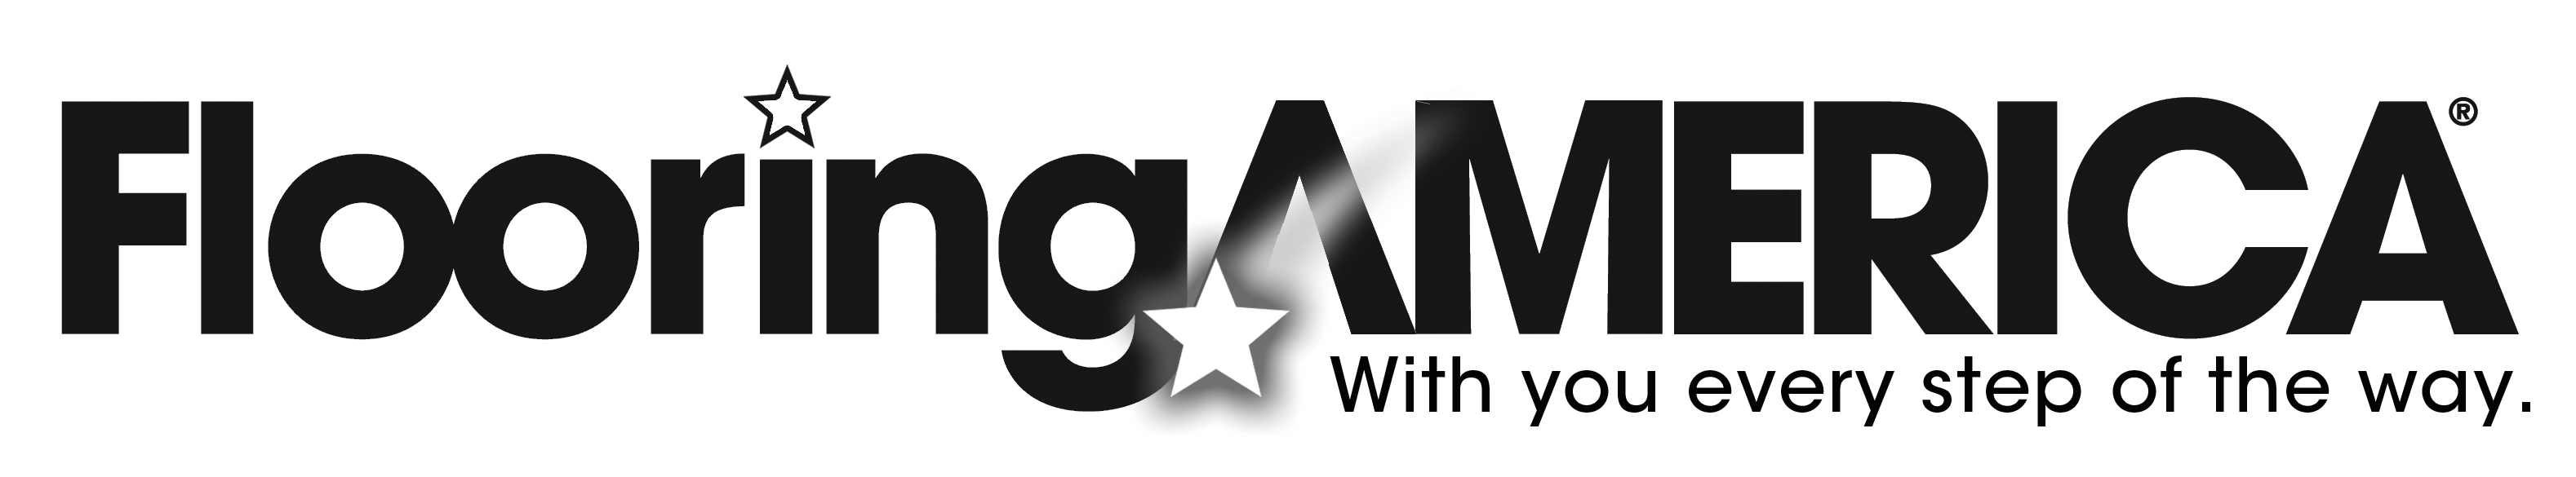 FlooringAMERICA®
With you every step of the way.